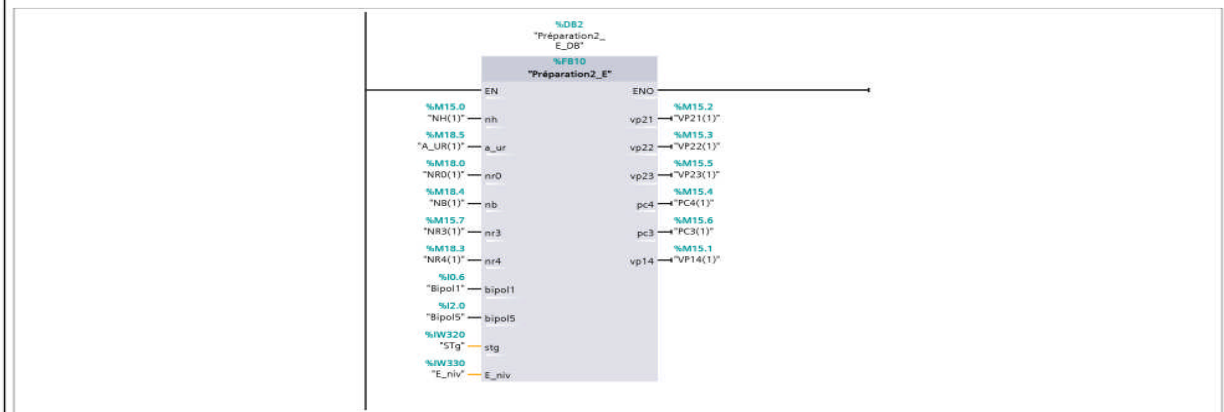 %DB2
"Préparation2_
E_DB"
%FB10
"Préparation2_E"
EN ENO
%M15.0
"NH(1)" nh
%M15.2
vp21 "VP21(1)"
%M18.5
"A_UR(1)" a_ur
%M15.3
vp22 "VP22(1)"
%M18.0
"NR0(1)" nr0
%M15.5
vp23 "VP23(1)"
%M18.4
"NB(1)" nb
%M15.4
pc4 "PC4(1)"
%M15.7
"NR3(1)" nr3
%M15.6
pc3 "PC3(1)"
%M18.3
"NR4(1)" nr4
%M15.1
vp14 "VP14(1)"
%I0.6
"Bipol1" bipol1
%I2.0
"Bipol5" bipol5
%IW320
"STg" stg
%IW330
"E_niv" E_niv